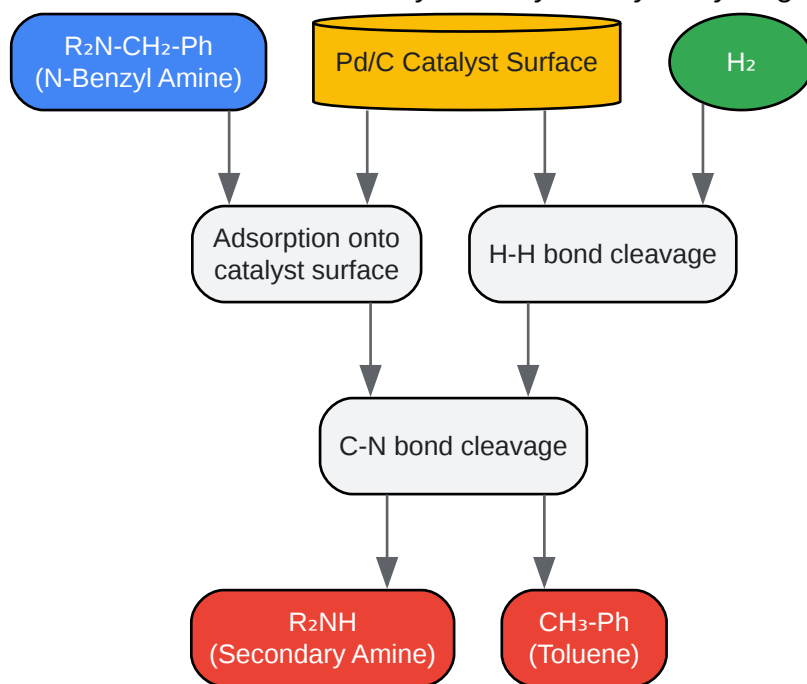 R₂N-CH₂-Ph
(N-Benzyl Amine)
Pd/C Catalyst Surface
H₂
Adsorption onto
catalyst surface
H-H bond cleavage
C-N bond cleavage
R₂NH
(Secondary Amine)
CH₃-Ph
(Toluene)